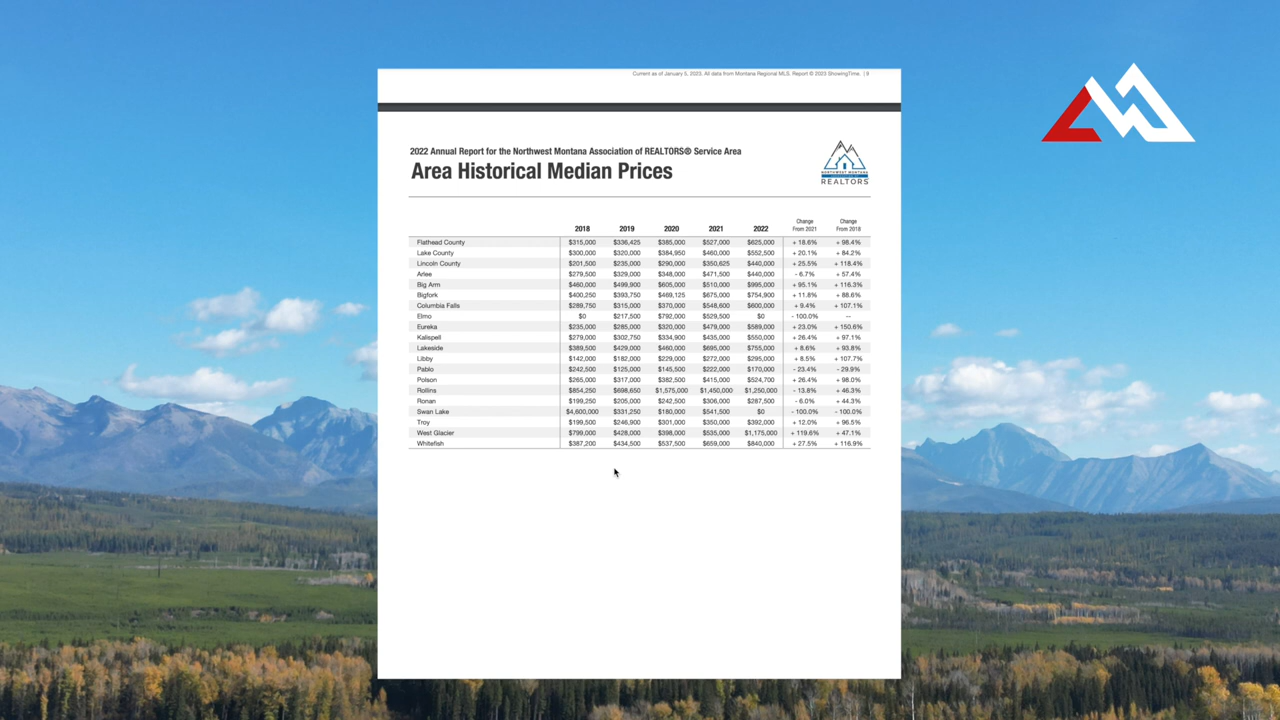 Current as of January 5, 2023. All data from Montana Regional MLS. Report © 2023 ShowingTime. | 9
2022 Annual Report for the Northwest Montana Association of REALTORS® Service Area
Area Historical Median Prices
NORTHWEST MONTANA
REALTORS
2018 2019 2020 2021 2022 Change From 2021 Change From 2018
Flathead County $315,000 $336,425 $385,000 $527,000 $625,000 + 18.6% + 98.4%
Lake County $300,000 $320,000 $384,950 $460,000 $552,500 + 20.1% + 84.2%
Lincoln County $201,500 $235,000 $290,000 $350,625 $440,000 + 25.5% + 118.4%
Arlee $279,500 $329,000 $348,000 $471,500 $440,000 - 6.7% + 57.4%
Big Arm $460,000 $499,900 $605,000 $510,000 $995,000 + 95.1% + 116.3%
Bigfork $400,250 $393,750 $469,125 $675,000 $754,900 + 11.8% + 88.6%
Columbia Falls $289,750 $315,000 $370,000 $548,600 $600,000 + 9.4% + 107.1%
Elmo $0 $217,500 $792,000 $529,500 $0 - 100.0% --
Eureka $235,000 $285,000 $320,000 $479,000 $589,000 + 23.0% + 150.6%
Kalispell $279,000 $302,750 $334,900 $435,000 $550,000 + 26.4% + 97.1%
Lakeside $389,500 $429,000 $460,000 $695,000 $755,000 + 8.6% + 93.8%
Libby $142,000 $182,000 $229,000 $272,000 $295,000 + 8.5% + 107.7%
Pablo $242,500 $125,000 $145,500 $222,000 $170,000 - 23.4% - 29.9%
Polson $265,000 $317,000 $382,500 $415,000 $524,700 + 26.4% + 98.0%
Rollins $854,250 $698,650 $1,575,000 $1,450,000 $1,250,000 - 13.8% + 46.3%
Ronan $199,250 $205,000 $242,500 $306,000 $287,500 - 6.0% + 44.3%
Swan Lake $4,600,000 $331,250 $180,000 $541,500 $0 - 100.0% - 100.0%
Troy $199,500 $246,900 $301,000 $350,000 $392,000 + 12.0% + 96.5%
West Glacier $799,000 $428,000 $398,000 $535,000 $1,175,000 + 119.6% + 47.1%
Whitefish $387,200 $434,500 $537,500 $659,000 $840,000 + 27.5% + 116.9%